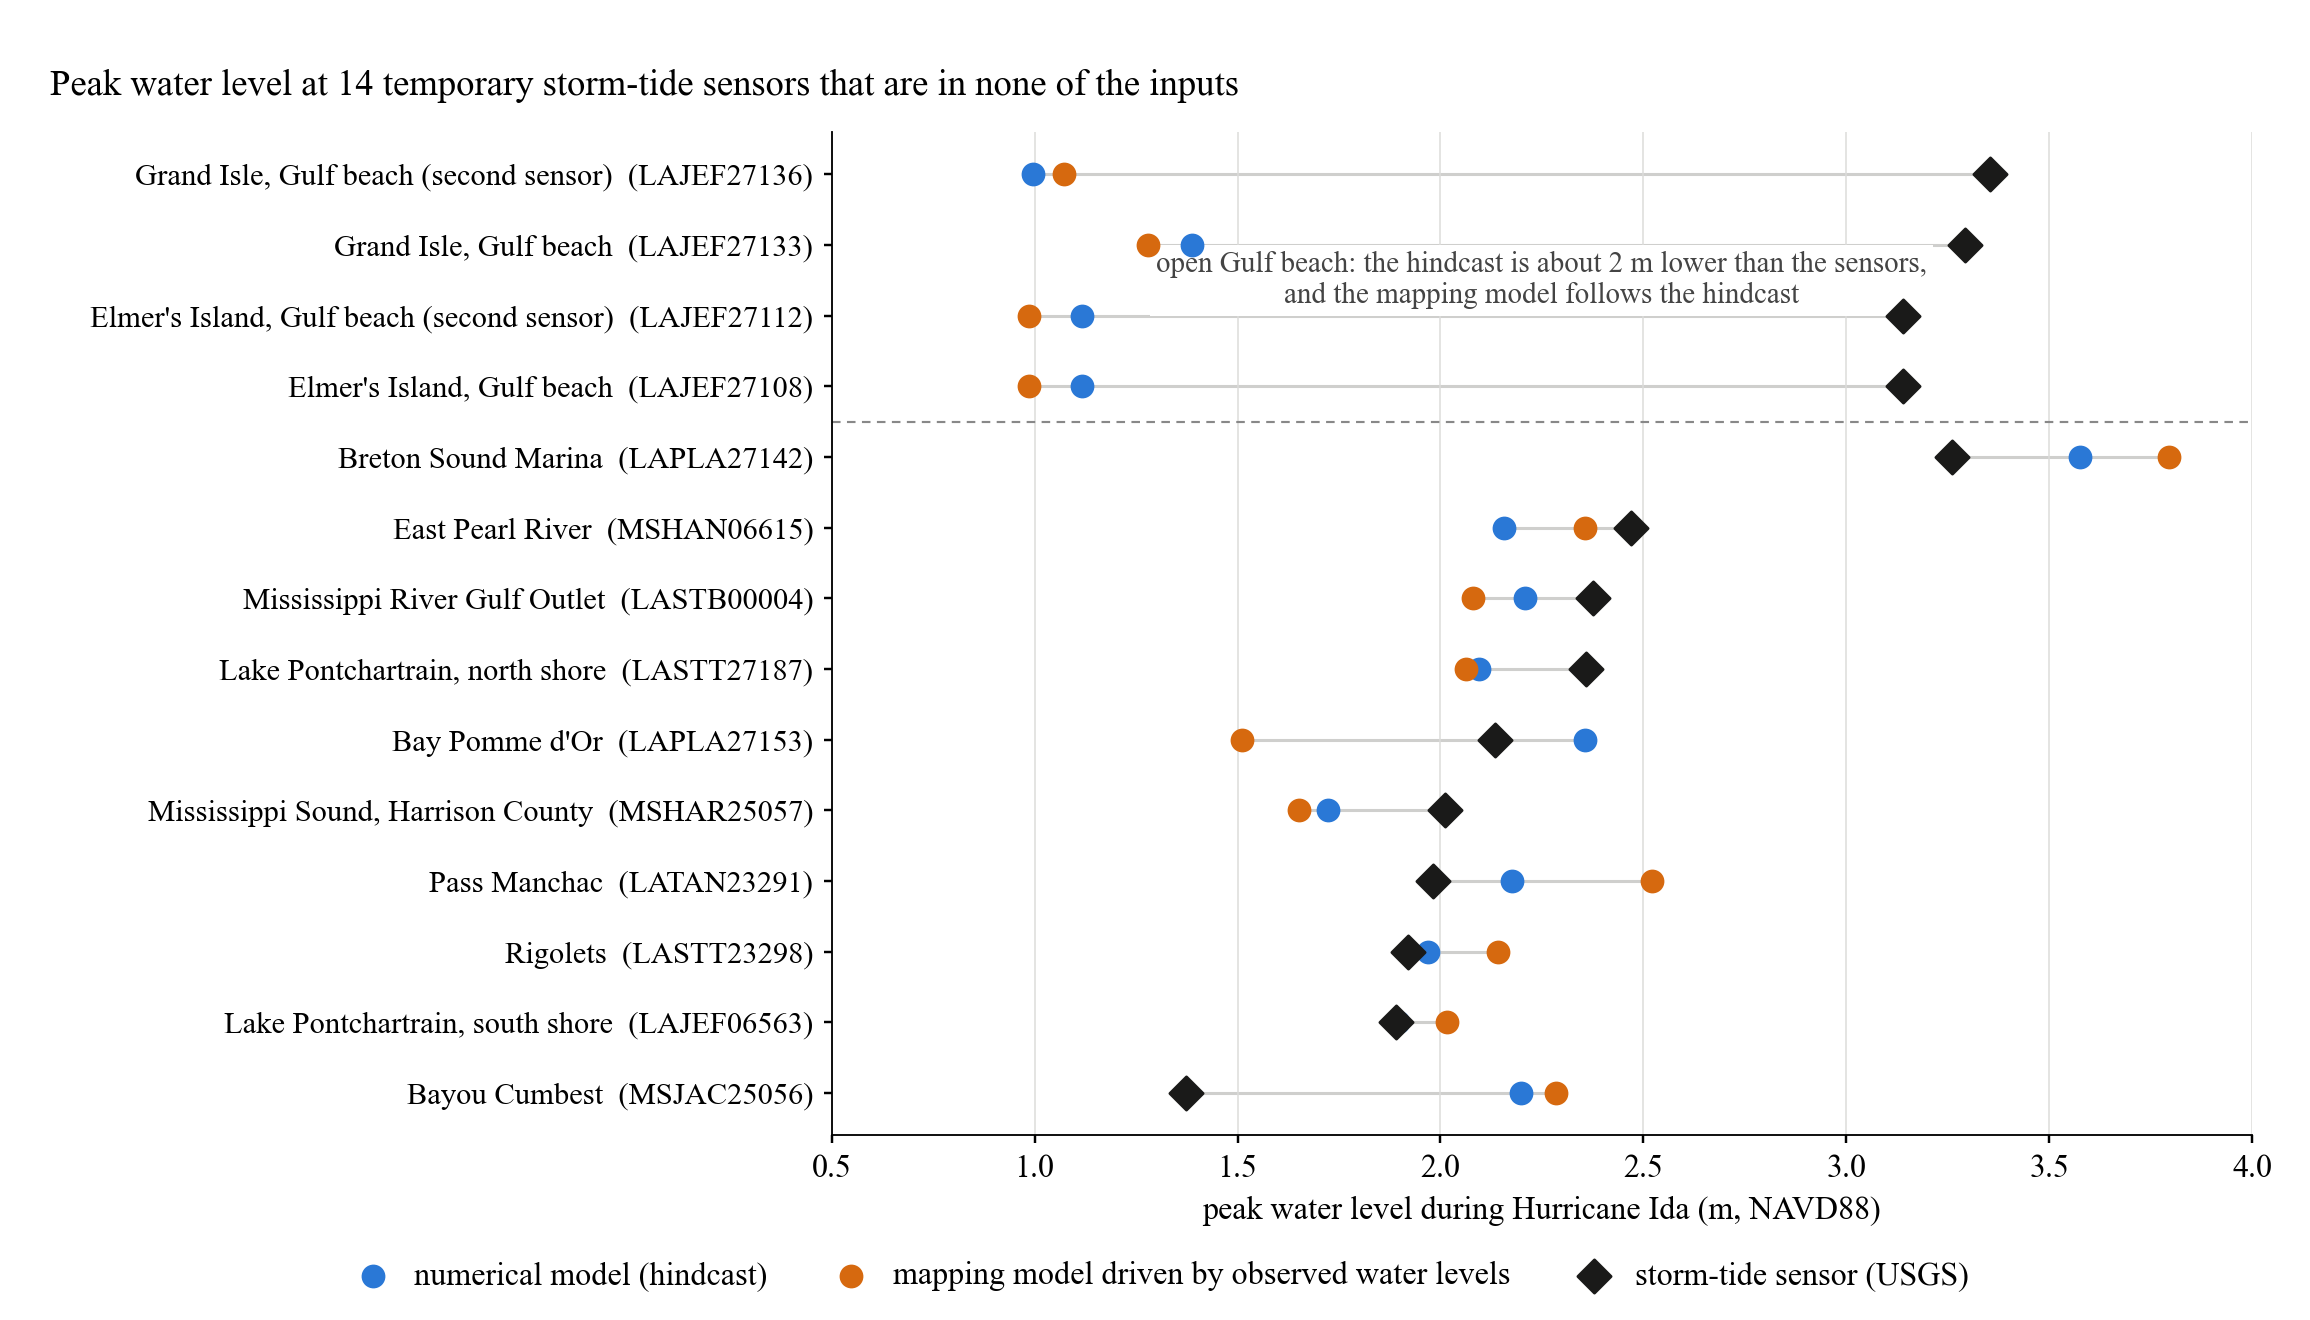 Peak water level at 14 temporary storm-tide sensors that are in none of the inputs
Grand Isle, Gulf beach (second sensor) (LAJEF27136)
Grand Isle, Gulf beach (LAJEF27133)
open Gulf beach: the hindcast is about 2 m lower than the sensors,
and the mapping model follows the hindcast
Elmer's Island, Gulf beach (second sensor) (LAJEF27112)
Elmer's Island, Gulf beach (LAJEF27108)
Breton Sound Marina (LAPLA27142)
East Pearl River (MSHAN06615)
Mississippi River Gulf Outlet (LASTB00004)
Lake Pontchartrain, north shore (LASTT27187)
Bay Pomme d'Or (LAPLA27153)
Mississippi Sound, Harrison County (MSHAR25057)
Pass Manchac (LATAN23291)
Rigolets (LASTT23298)
Lake Pontchartrain, south shore (LAJEF06563)
Bayou Cumbest (MSJAC25056)
0.5 1.0 1.5 2.0 2.5 3.0 3.5 4.0
peak water level during Hurricane Ida (m, NAVD88)
numerical model (hindcast) mapping model driven by observed water levels storm-tide sensor (USGS)